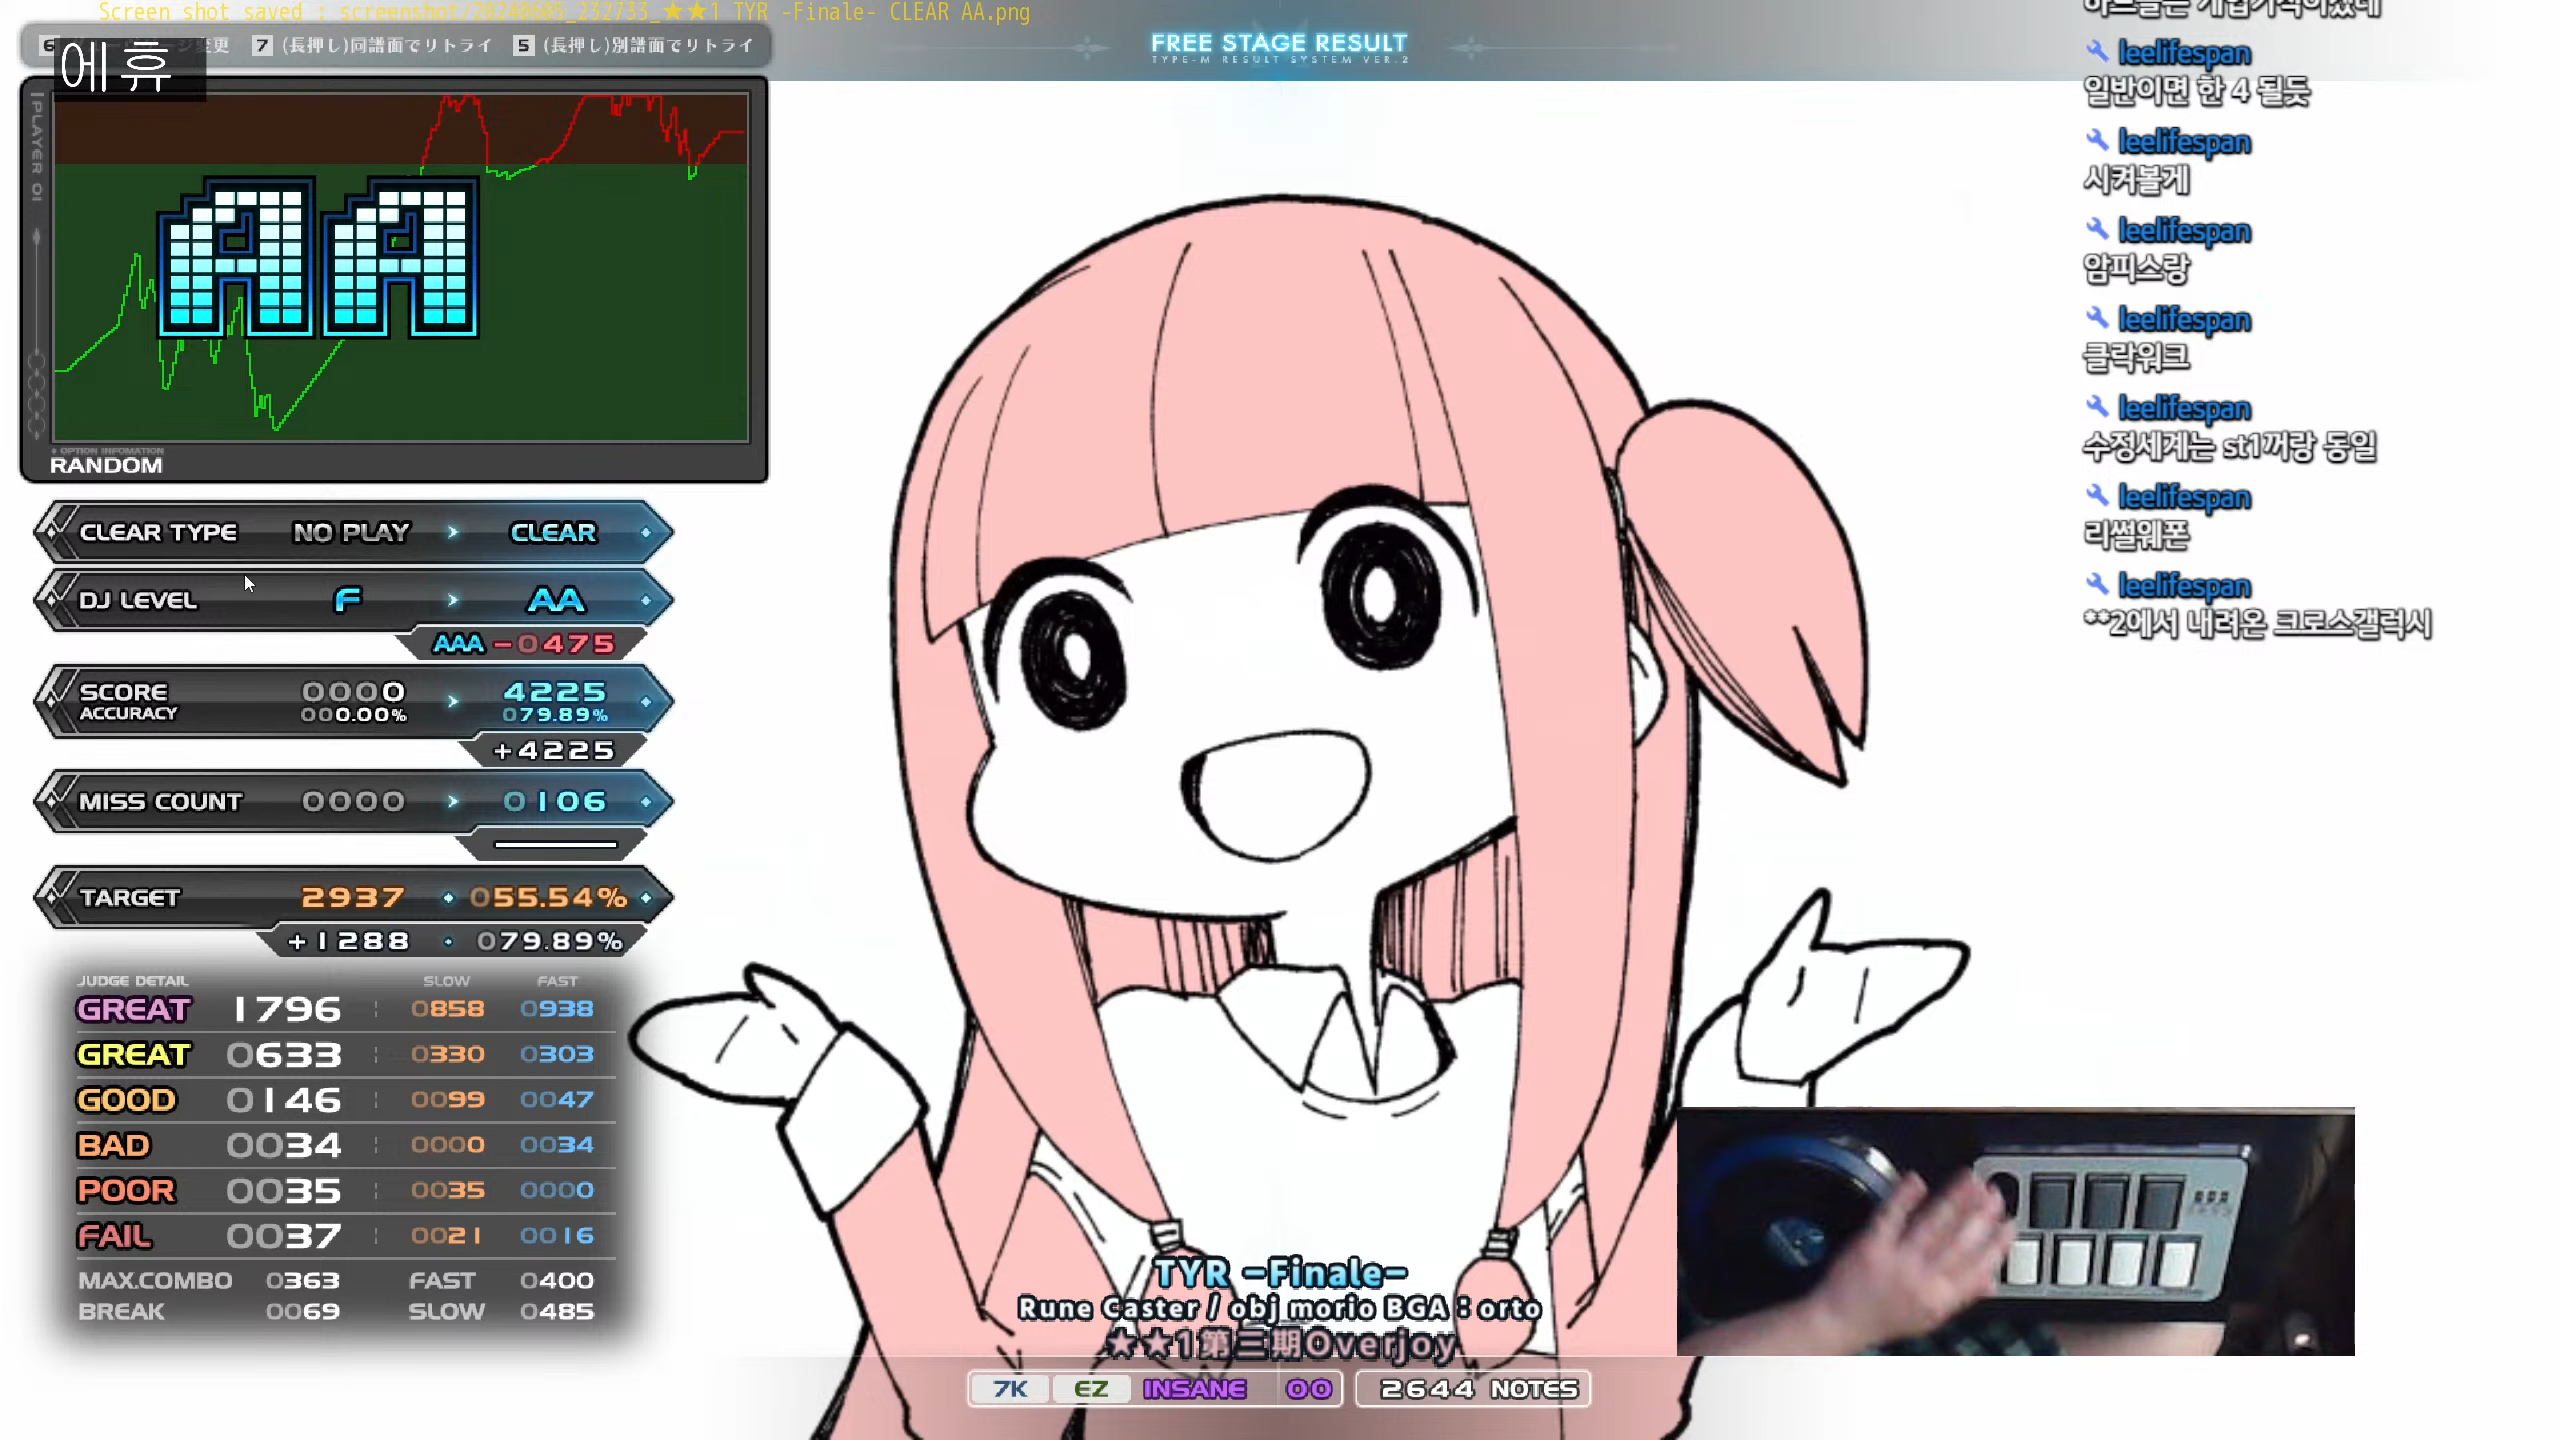 Screen shot saved : screenshot/20240605_232733_★★1 TYR -Finale- CLEAR AA.png
6 変更 7 (長押し)同譜面でリトライ 5 (長押し)別譜面でリトライ
에휴
FREE STAGE RESULT
TYPE-M RESULT SYSTEM VER.2
PLAYER 01
AA
OPTION INFOMATION
RANDOM
CLEAR TYPE NO PLAY CLEAR
DJ LEVEL F AA
AAA -0475
SCORE 0000 4225
ACCURACY 000.00% 079.89%
+4225
MISS COUNT 0000 0106
TARGET 2937 055.54%
+1288 079.89%
JUDGE DETAIL SLOW FAST
GREAT 1796 0858 0938
GREAT 0633 0330 0303
GOOD 0146 0099 0047
BAD 0034 0000 0034
POOR 0035 0035 0000
FAIL 0037 0021 0016
MAX.COMBO 0363 FAST 0400
BREAK 0069 SLOW 0485
TYR -Finale-
Rune Caster / obj morio BGA : orto
★★1第三期Overjoy
7K EZ INSANE 00 2644 NOTES
leelifespan
일반이면 한 4 될듯
leelifespan
시켜볼게
leelifespan
암피스랑
leelifespan
클락워크
leelifespan
수정세계는 st1꺼랑 동일
leelifespan
리썰웨폰
leelifespan
**2에서 내려온 크로스갤럭시